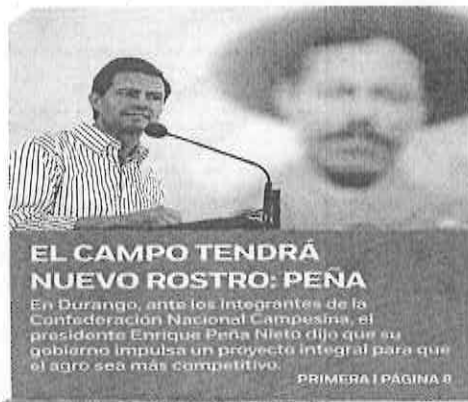 EL CAMPO TENDRÁ
NUEVO ROSTRO: PEÑA
En Durango, ante los integrantes de la
Confederación Nacional Campesina, el
presidente Enrique Peña Nieto dijo que su
gobierno impulsa un proyecto integral para que
el agro sea más competitivo.
PRIMERA | PÁGINA 8